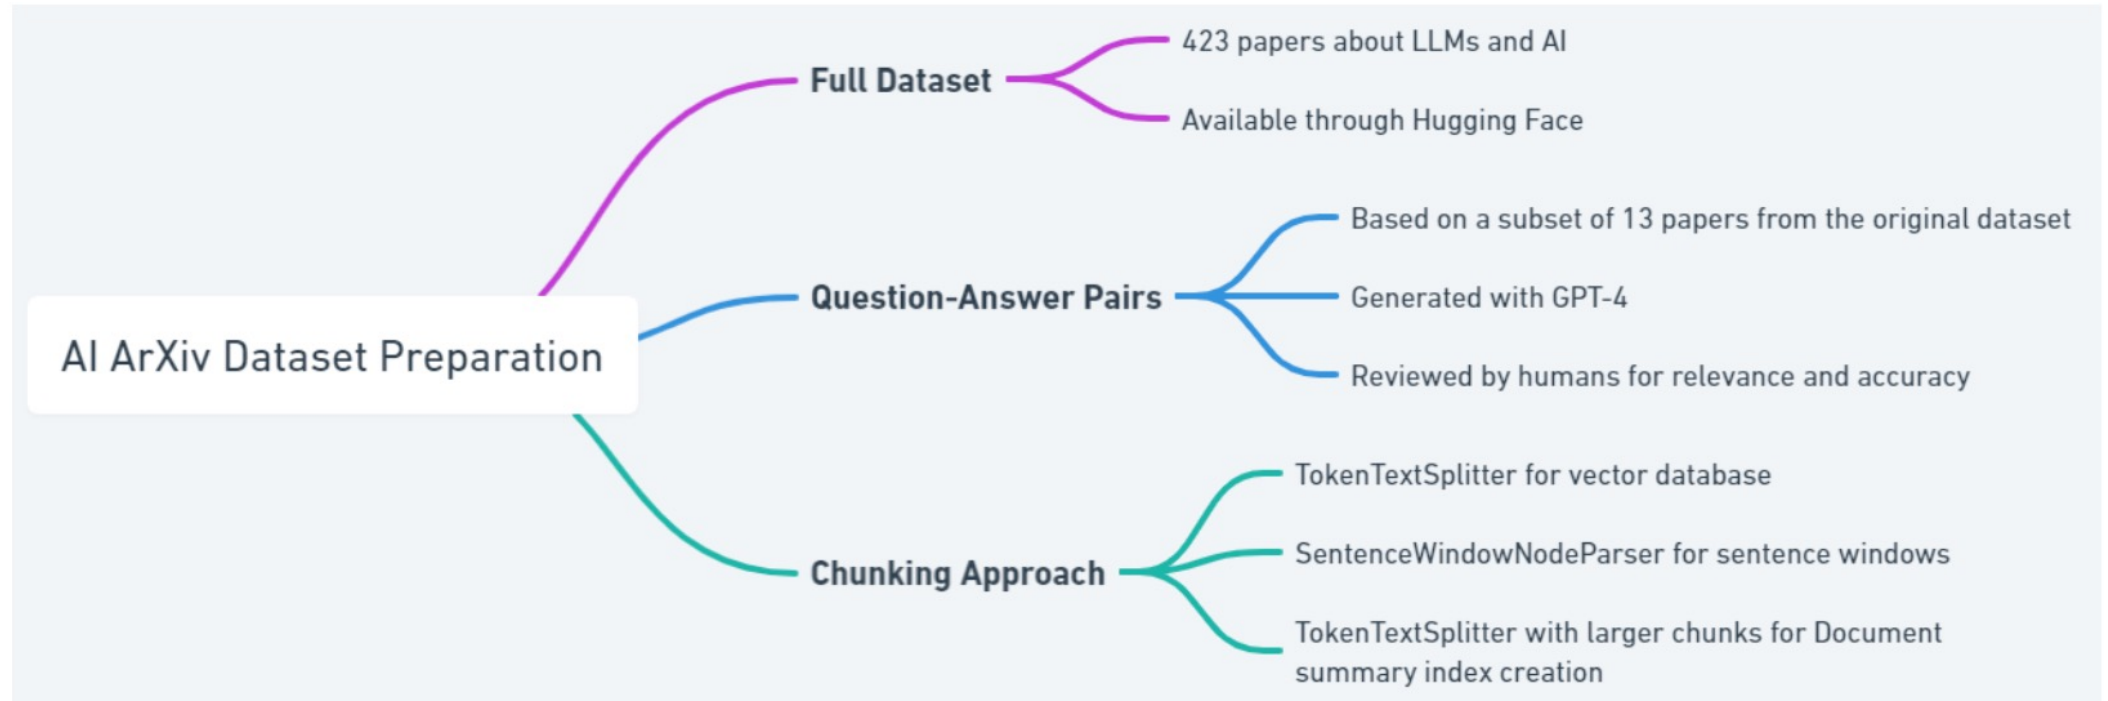 AI ArXiv Dataset Preparation
Full Dataset
423 papers about LLMs and AI
Available through Hugging Face
Question-Answer Pairs
Based on a subset of 13 papers from the original dataset
Generated with GPT-4
Reviewed by humans for relevance and accuracy
Chunking Approach
TokenTextSplitter for vector database
SentenceWindowNodeParser for sentence windows
TokenTextSplitter with larger chunks for Document
summary index creation